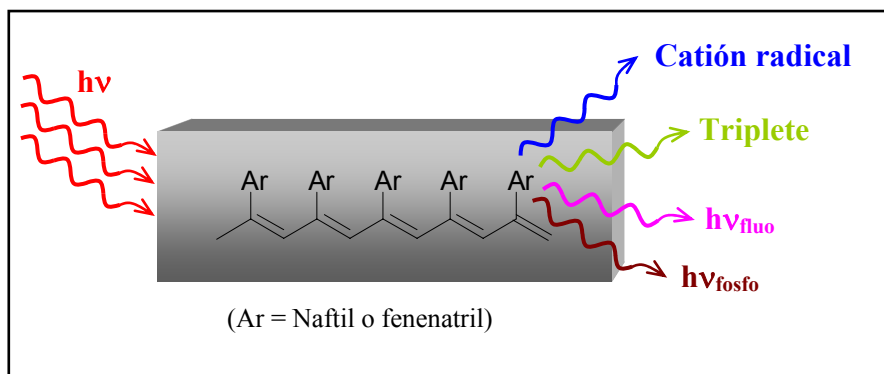 hν
Catión radical
Triplete
Ar Ar Ar Ar Ar
hνfluo
hνfosfo
(Ar = Naftil o fenenatril)